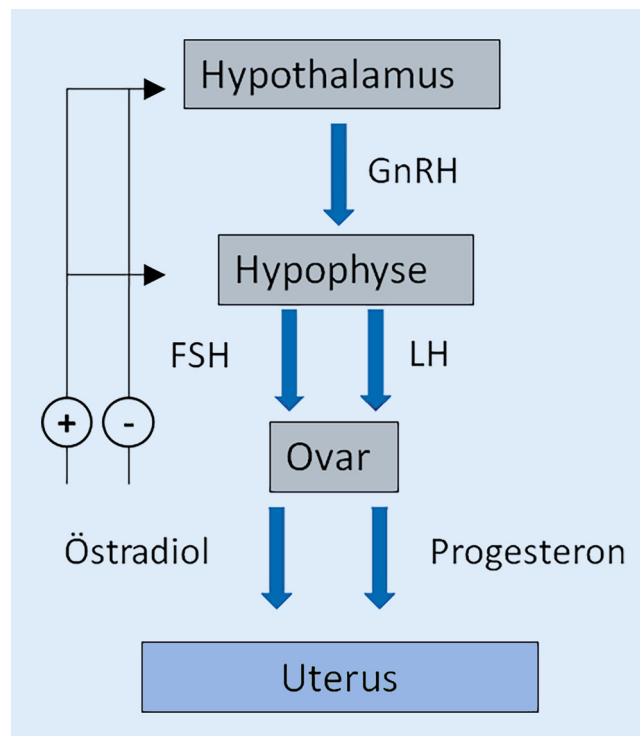 Hypothalamus
GnRH
Hypophyse
FSH
LH
+
-
Ovar
Östradiol
Progesteron
Uterus